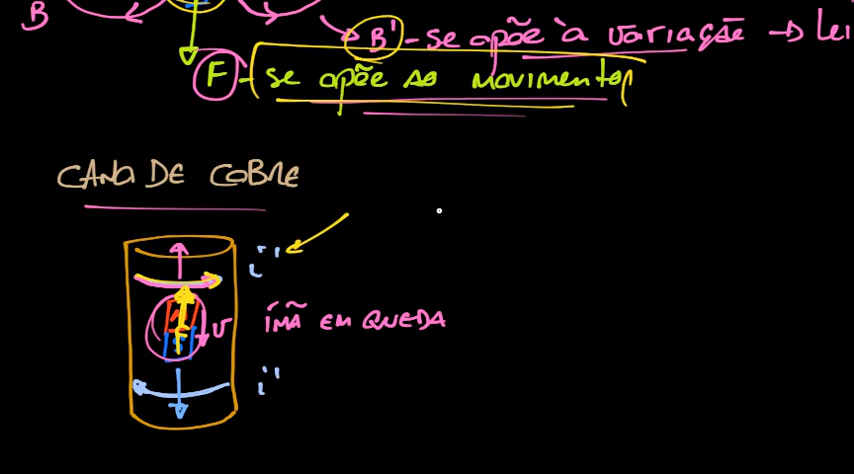 B
B' - se opõe à variação → Lei
F - se opõe ao movimento
CANO DE COBRE
i''
v ÍMÃ EM QUEDA
i''